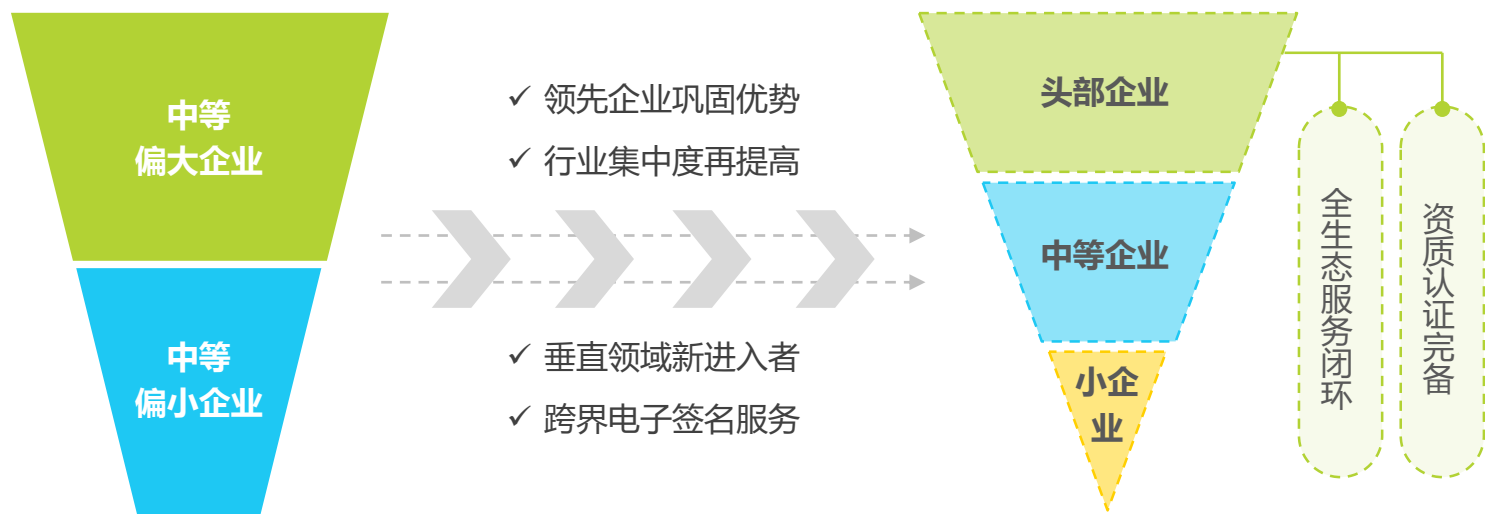 中等
偏大企业
中等
偏小企业
✓ 领先企业巩固优势
✓ 行业集中度再提高
✓ 垂直领域新进入者
✓ 跨界电子签名服务
头部企业
中等企业
小企
业
全生态服务闭环
资质认证完备